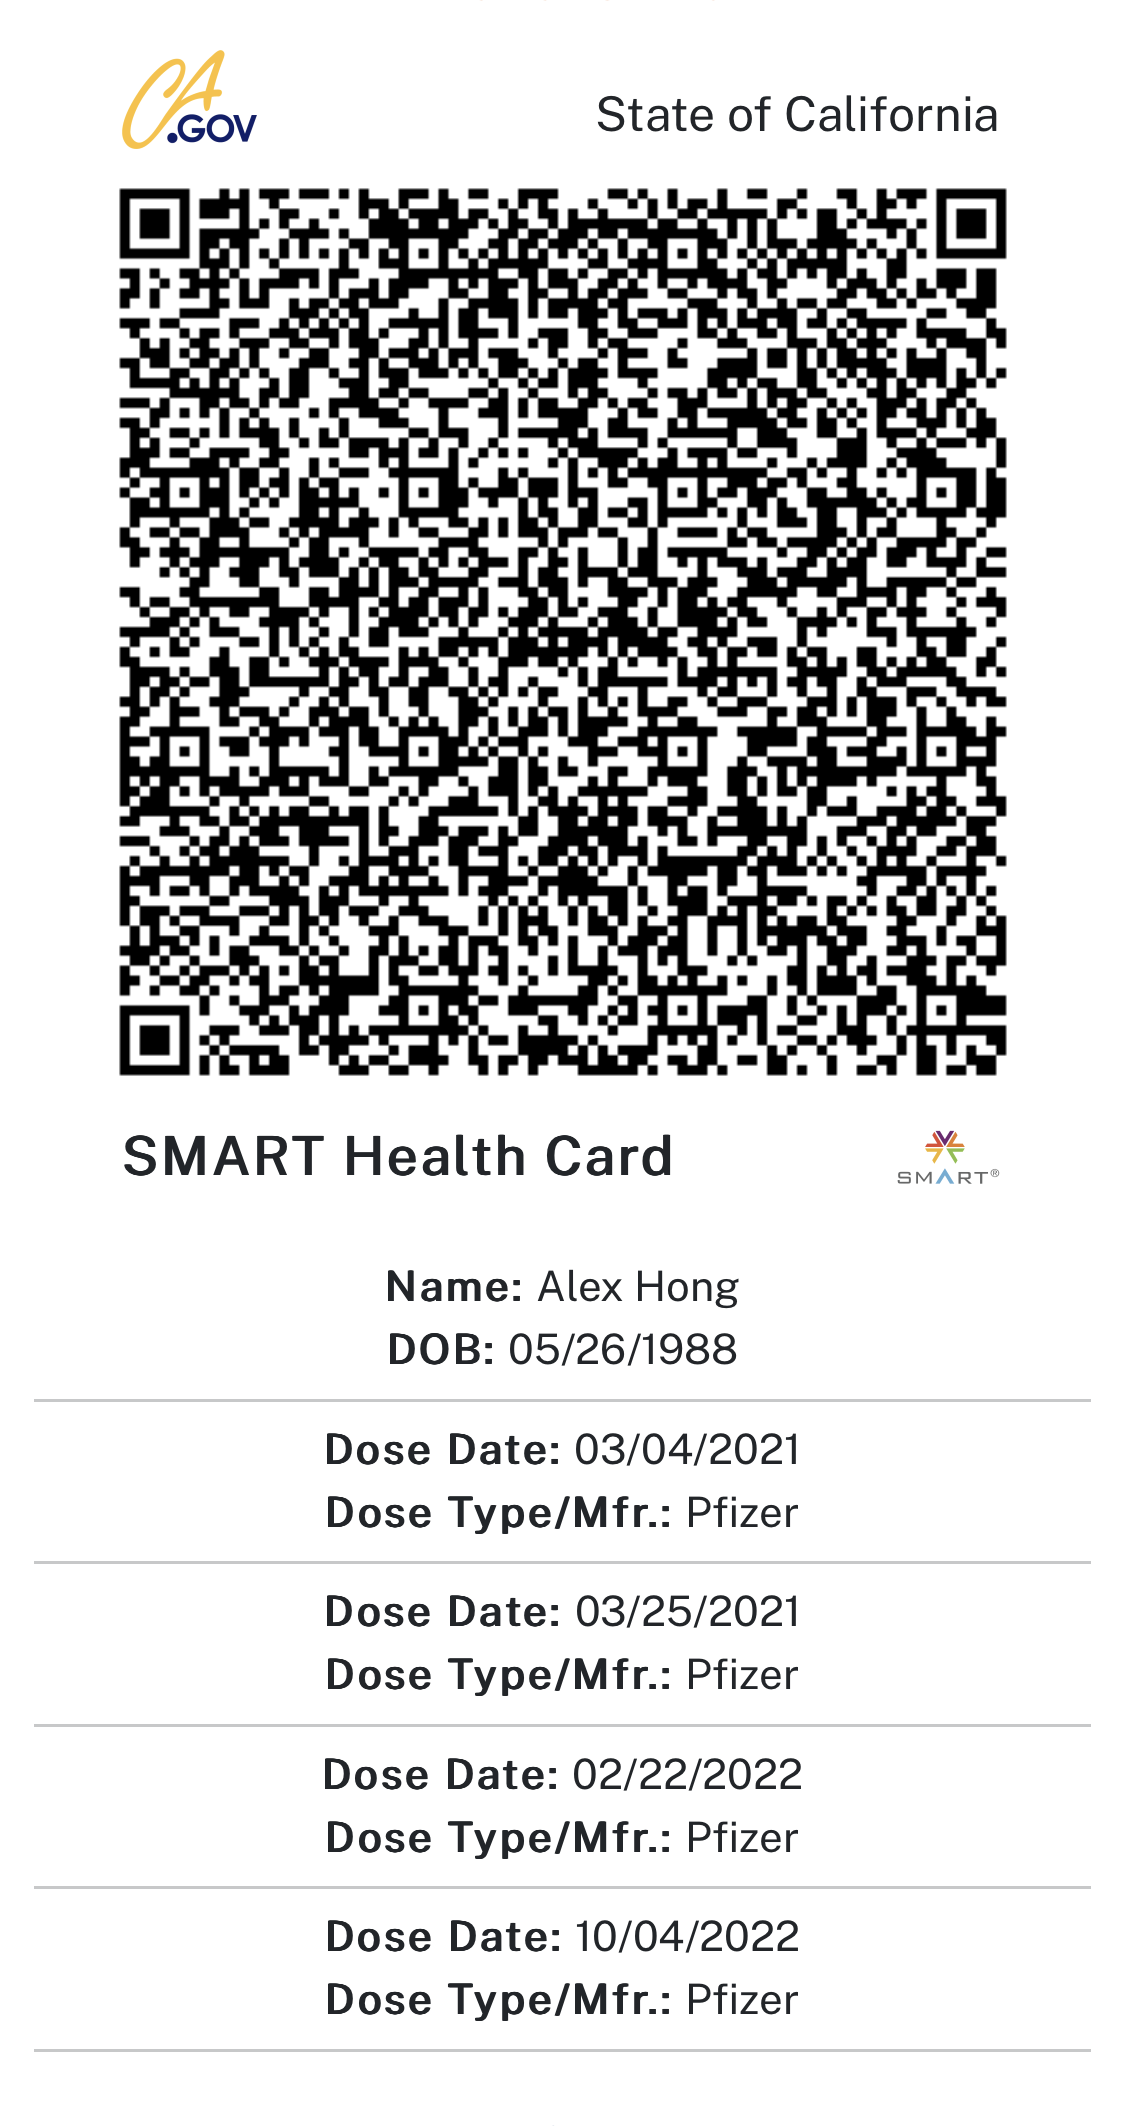 CA
.GOV
State of California
SMART Health Card
SMART®
Name: Alex Hong
DOB: 05/26/1988
Dose Date: 03/04/2021
Dose Type/Mfr.: Pfizer
Dose Date: 03/25/2021
Dose Type/Mfr.: Pfizer
Dose Date: 02/22/2022
Dose Type/Mfr.: Pfizer
Dose Date: 10/04/2022
Dose Type/Mfr.: Pfizer